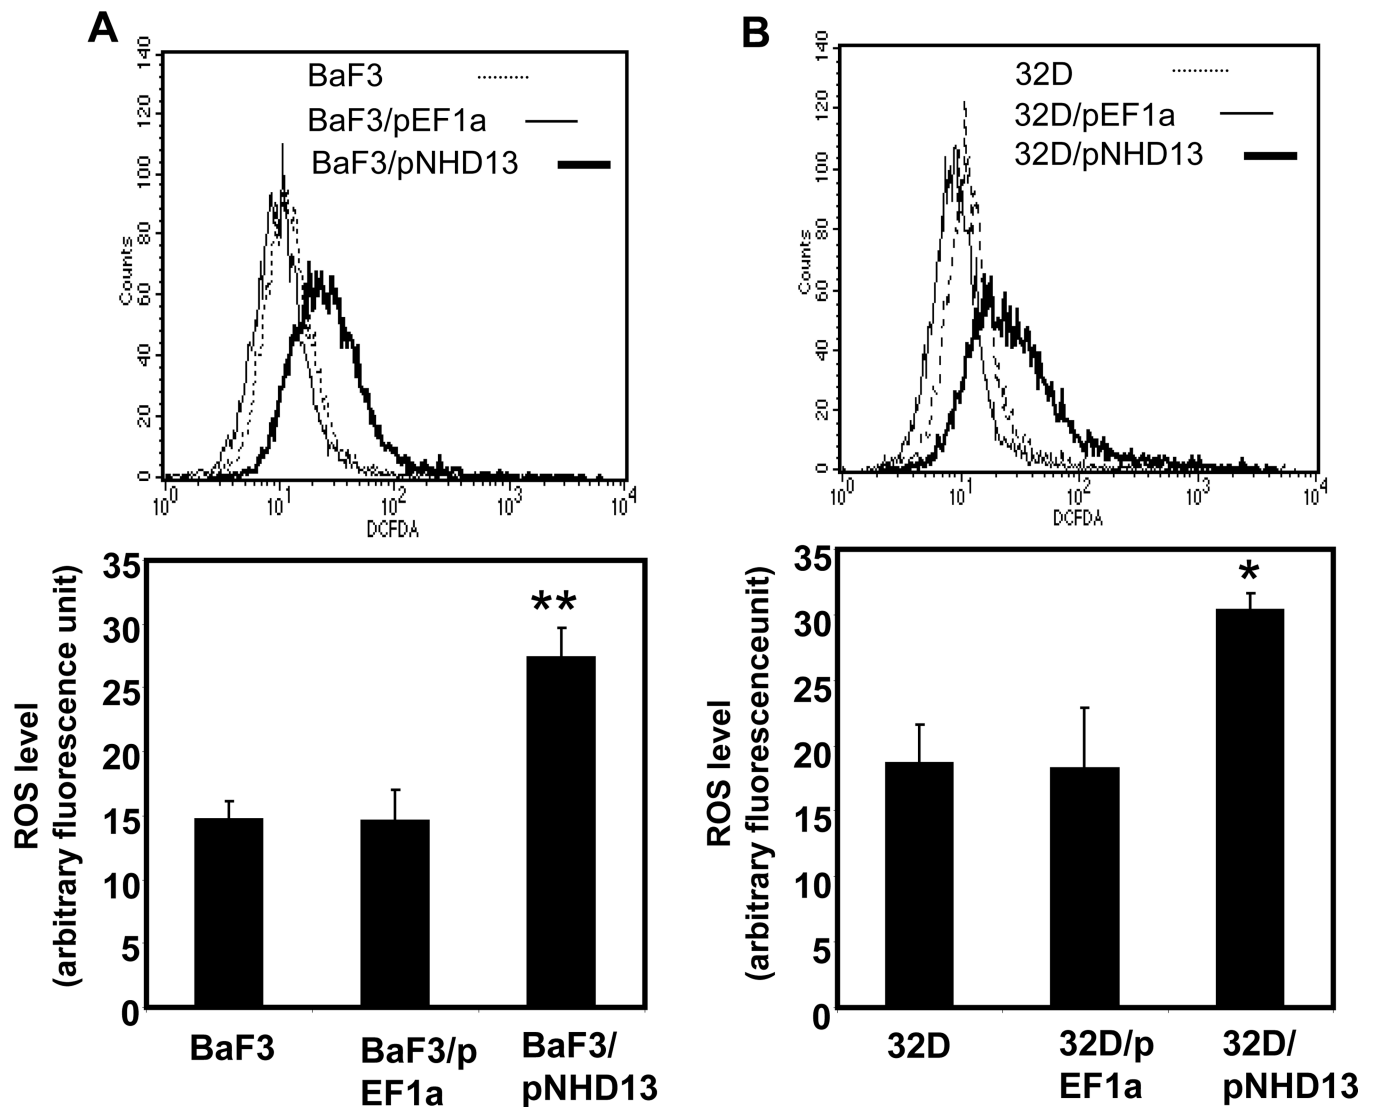 A
140
120
100
80
60
40
20
0
Counts
BaF3
BaF3/pEF1a
BaF3/pNHD13
10^0
10^1
10^2
10^3
10^4
DCFDA
B
140
120
100
80
60
40
20
0
Counts
32D
32D/pEF1a
32D/pNHD13
10^0
10^1
10^2
10^3
10^4
DCFDA
ROS level
(arbitrary fluorescence unit)
35
30
25
20
15
10
5
0
**
BaF3
BaF3/p
EF1a
BaF3/
pNHD13
ROS level
(arbitrary fluorescenceunit)
35
30
25
20
15
10
5
0
*
32D
32D/p
EF1a
32D/
pNHD13